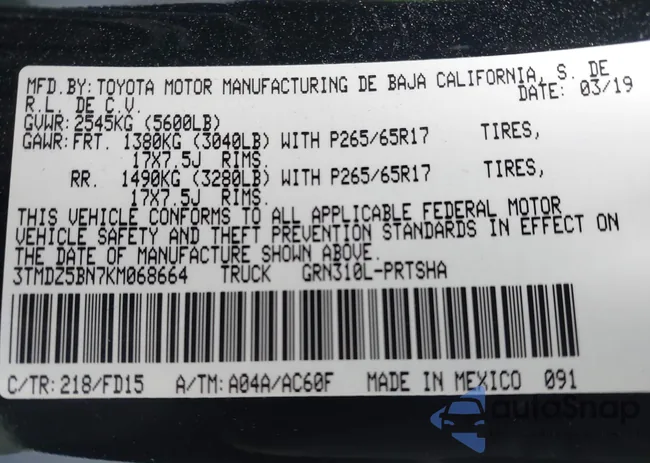 MFD.BY: TOYOTA MOTOR MANUFACTURING DE BAJA CALIFORNIA, S. DE
R.L. DE C.V. DATE: 03/19
GVWR: 2545KG (5600LB)
GAWR: FRT. 1380KG (3040LB) WITH P265/65R17 TIRES,
17X7.5J RIMS.
RR. 1490KG (3280LB) WITH P265/65R17 TIRES,
17X7.5J RIMS.
THIS VEHICLE CONFORMS TO ALL APPLICABLE FEDERAL MOTOR
VEHICLE SAFETY AND THEFT PREVENTION STANDARDS IN EFFECT ON
THE DATE OF MANUFACTURE SHOWN ABOVE.
3TMDZ5BN7KM068664 TRUCK GRN310L-PRTSHA
C/TR: 218/FD15 A/TM: A04A/AC60F MADE IN MEXICO 091
autoSnap